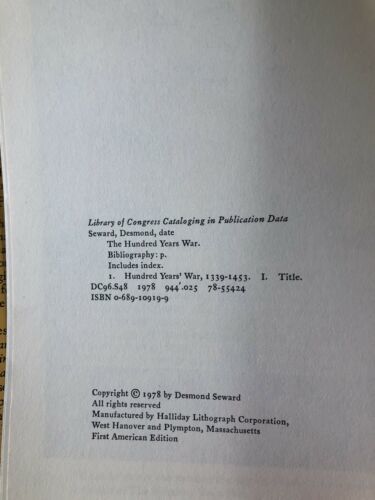 Library of Congress Cataloging in Publication Data
Seward, Desmond, date
The Hundred Years War.
Bibliography: p.
Includes index.
1. Hundred Years' War, 1339-1453. I. Title.
DC96.S48 1978 944'.025 78-55424
ISBN 0-689-10919-9
Copyright © 1978 by Desmond Seward
All rights reserved
Manufactured by Halliday Lithograph Corporation,
West Hanover and Plympton, Massachusetts
First American Edition